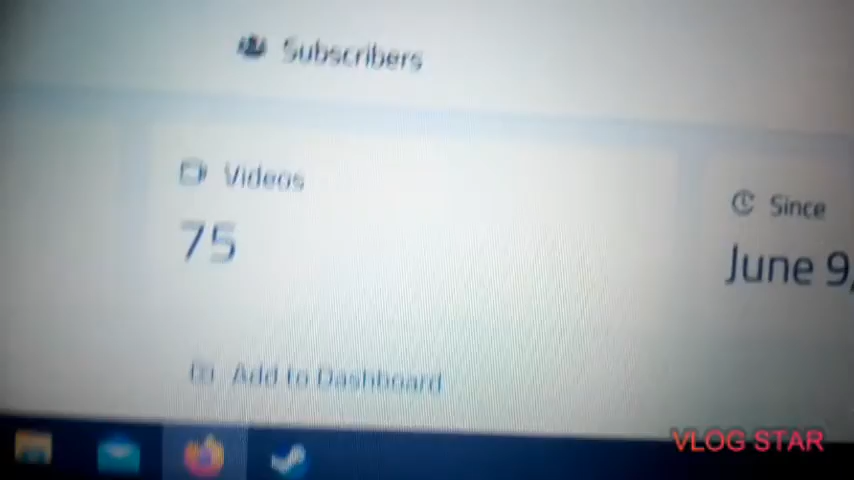 Subscribers
Videos
75
Since
June 9,
Add to Dashboard
VLOG STAR